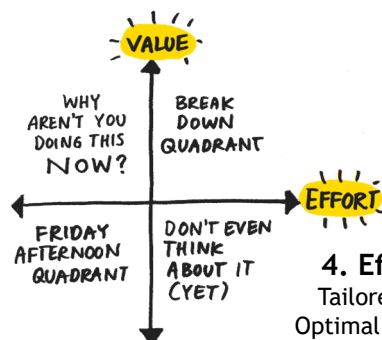 VALUE
WHY
AREN'T YOU
DOING THIS
NOW?
BREAK
DOWN
QUADRANT
EFFORT
FRIDAY
AFTERNOON
QUADRANT
DON'T EVEN
THINK
ABOUT IT
(YET)
4. Ef
Tailore
Optimal